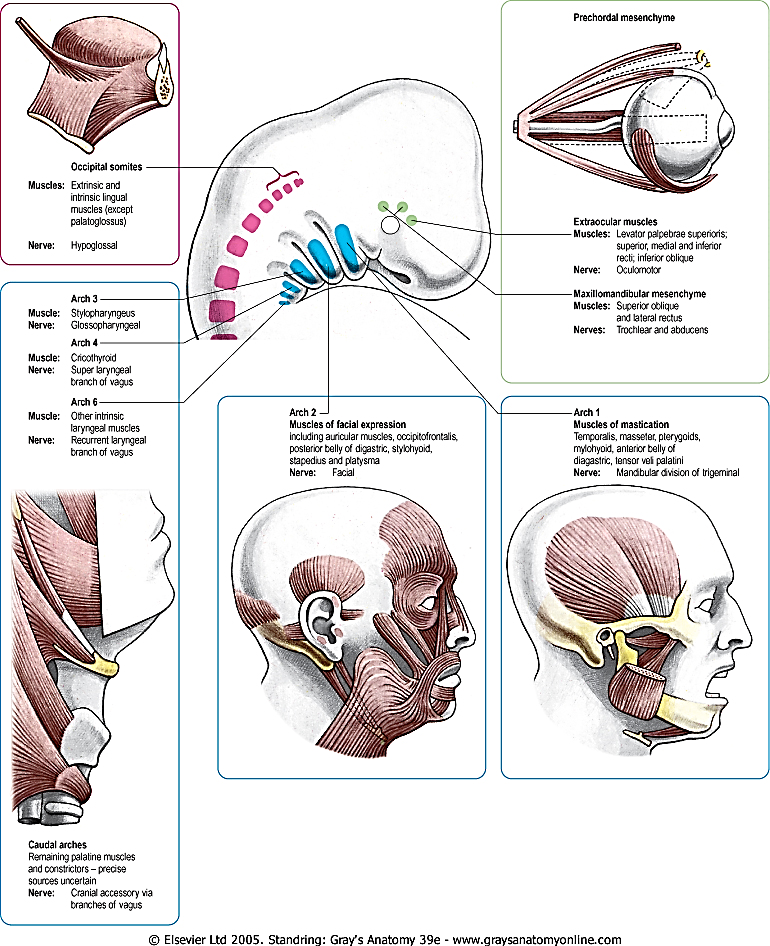 Occipital somites
Muscles: Extrinsic and
intrinsic lingual
muscles (except
palatoglossus)
Nerve: Hypoglossal
Prechordal mesenchyme
Extraocular muscles
Muscles: Levator palpebrae superioris;
superior, medial and inferior
recti; inferior oblique
Nerve: Oculomotor
Maxillomandibular mesenchyme
Muscles: Superior oblique
and lateral rectus
Nerves: Trochlear and abducens
Arch 3
Muscle: Stylopharyngeus
Nerve: Glossopharyngeal
Arch 4
Muscle: Cricothyroid
Nerve: Super laryngeal
branch of vagus
Arch 6
Muscle: Other intrinsic
laryngeal muscles
Nerve: Recurrent laryngeal
branch of vagus
Arch 2
Muscles of facial expression
including auricular muscles, occipitofrontalis,
posterior belly of digastric, stylohyoid,
stapedius and platysma
Nerve: Facial
Arch 1
Muscles of mastication
Temporalis, masseter, pterygoids,
mylohyoid, anterior belly of
diagastric, tensor veli palatini
Nerve: Mandibular division of trigeminal
Caudal arches
Remaining palatine muscles
and constrictors – precise
sources uncertain
Nerve: Cranial accessory via
branches of vagus
© Elsevier Ltd 2005. Standring: Gray's Anatomy 39e - www.graysanatomyonline.com